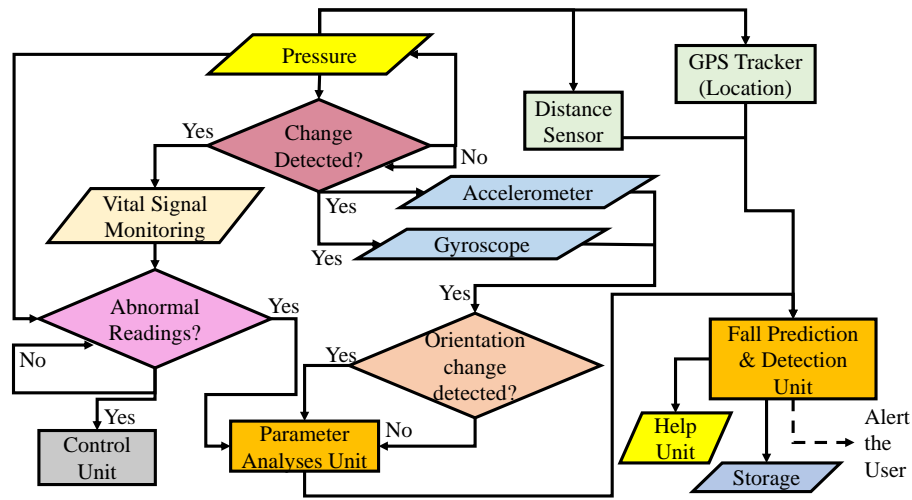 Pressure
GPS Tracker
(Location)
Distance
Sensor
Yes
Change
Detected?
No
Accelerometer
Yes
Vital Signal
Monitoring
Gyroscope
Yes
Yes
Abnormal
Readings?
Yes
No
Orientation
change
detected?
Yes
Fall Prediction
& Detection
Unit
Yes
Control
Unit
Parameter
Analyses Unit
No
Help
Unit
Storage
Alert
the
User